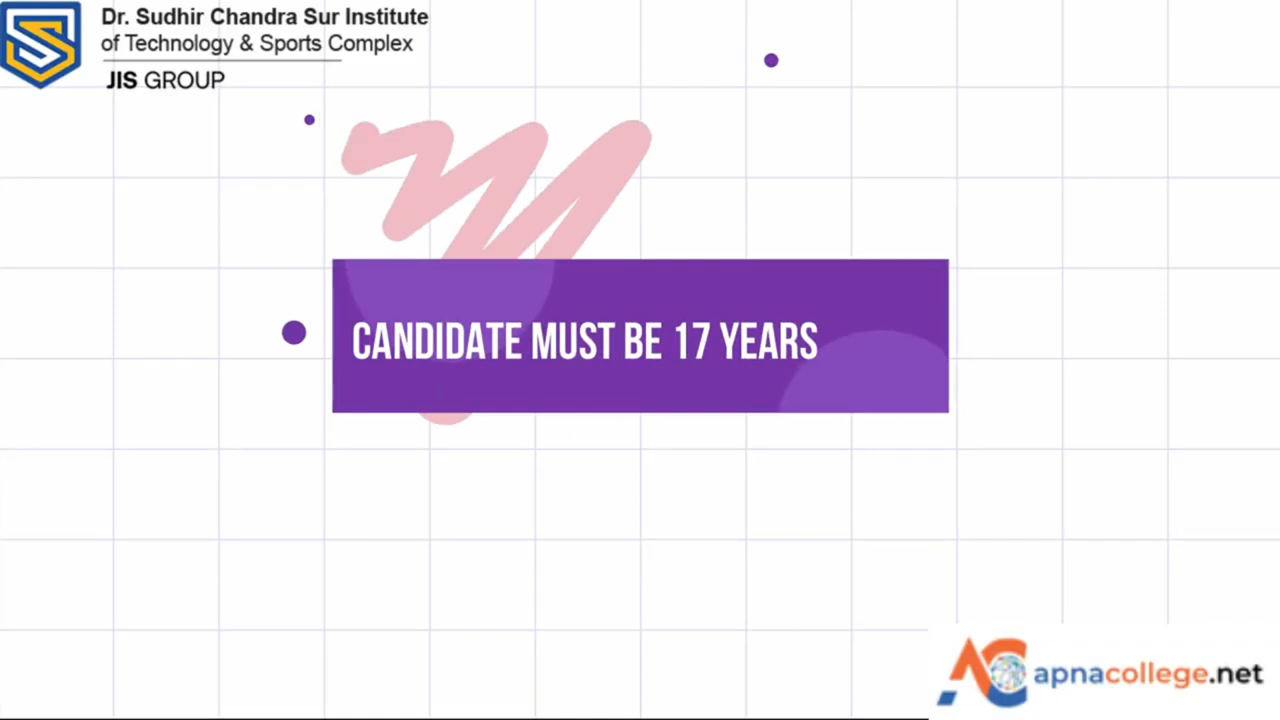 Dr. Sudhir Chandra Sur Institute
of Technology & Sports Complex
JIS GROUP
CANDIDATE MUST BE 17 YEARS
apnacollege.net